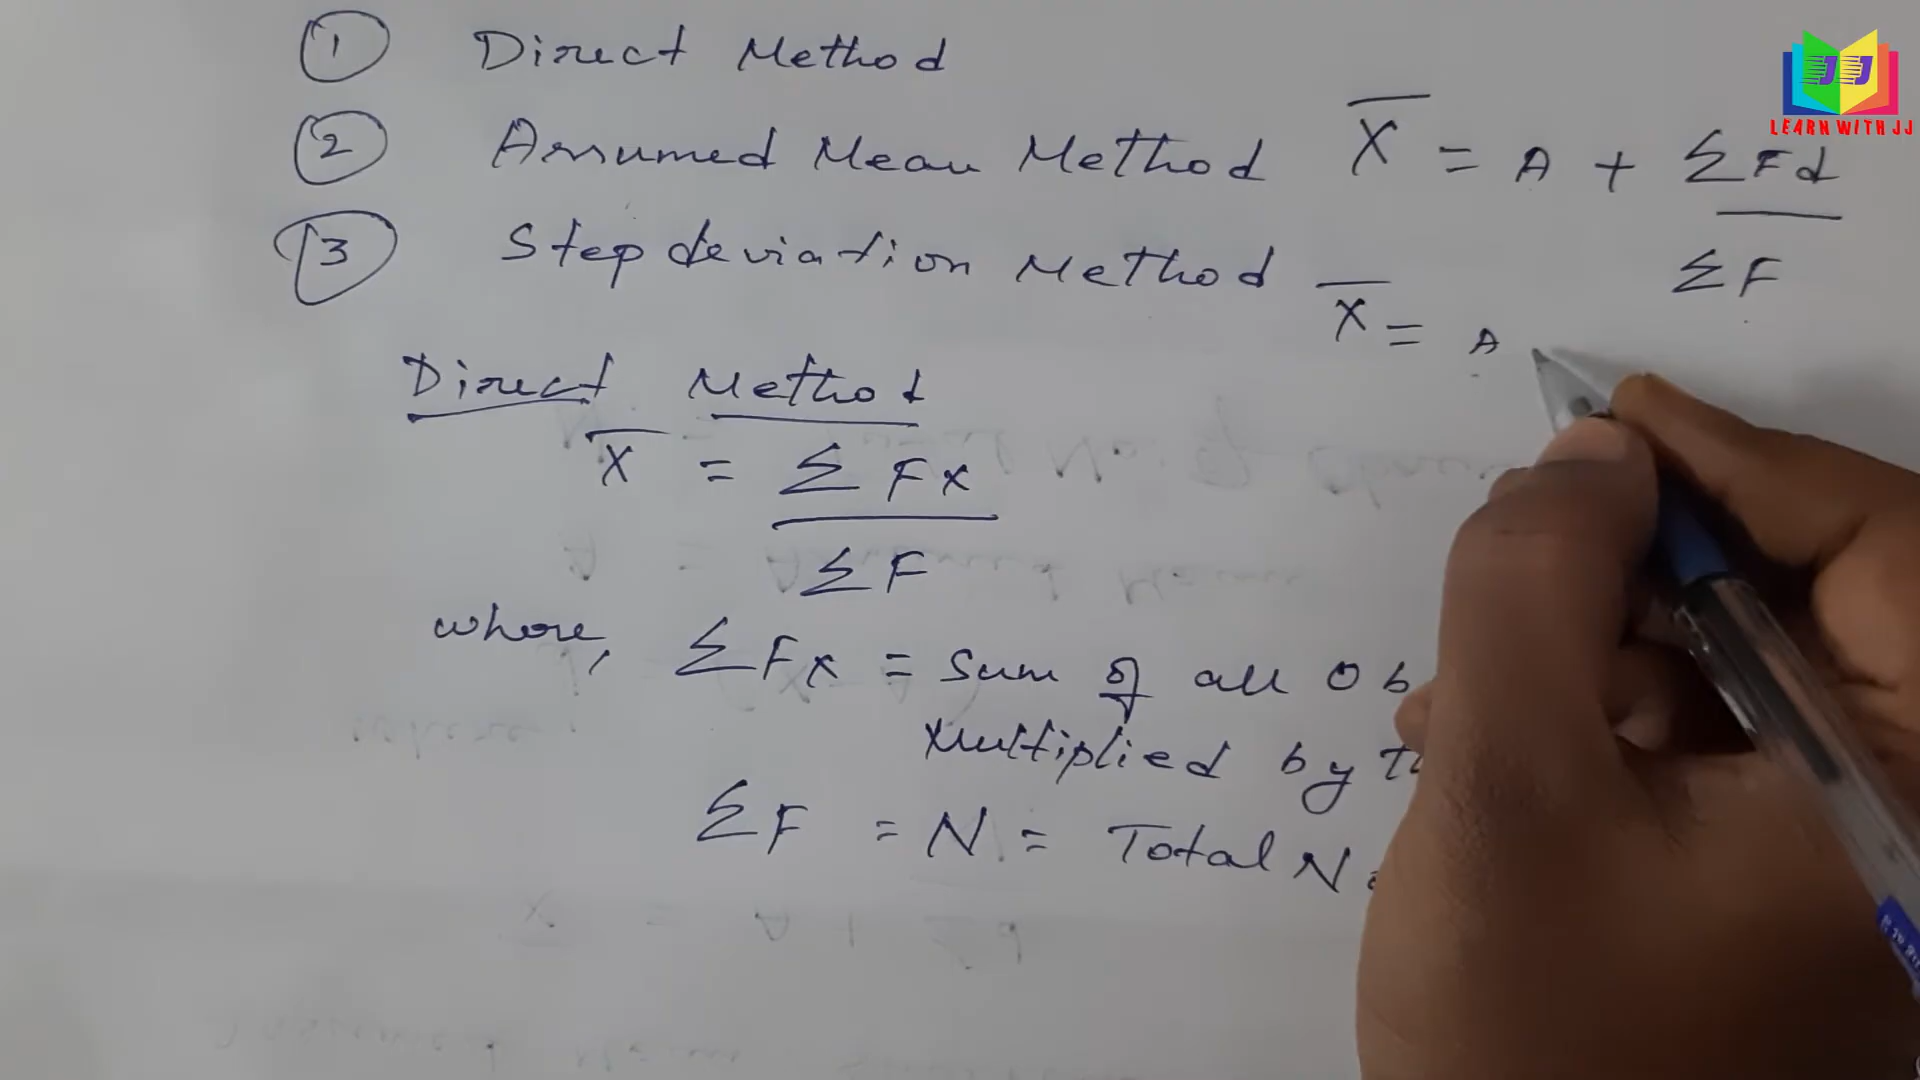 ① Direct Method
② Assumed Mean Method X̄ = A + ΣFd / ΣF
③ Step deviation Method X̄ = A
Direct Method
X̄ = ΣFx / ΣF
where, ΣFx = Sum of all Ob
multiplied by
ΣF = N = Total No
LEARN WITH JJ